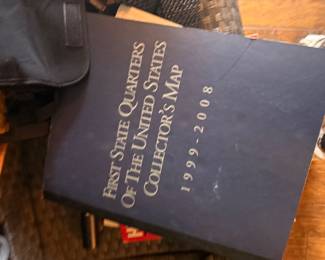 First State Quarters
Of The United States
Collector's Map
1999-2008